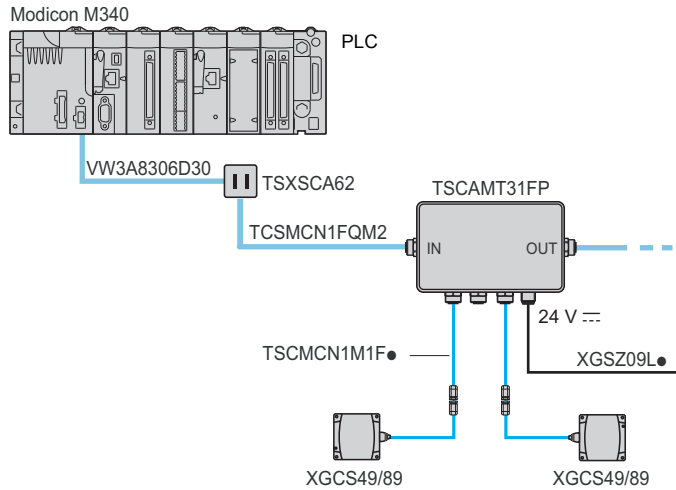 Modicon M340
PLC
VW3A8306D30
TSXSCA62
TSCAMT31FP
TCSMCN1FQM2
IN
OUT
24 V ⎓
TSCMCN1M1F●
XGSZ09L●
XGCS49/89
XGCS49/89